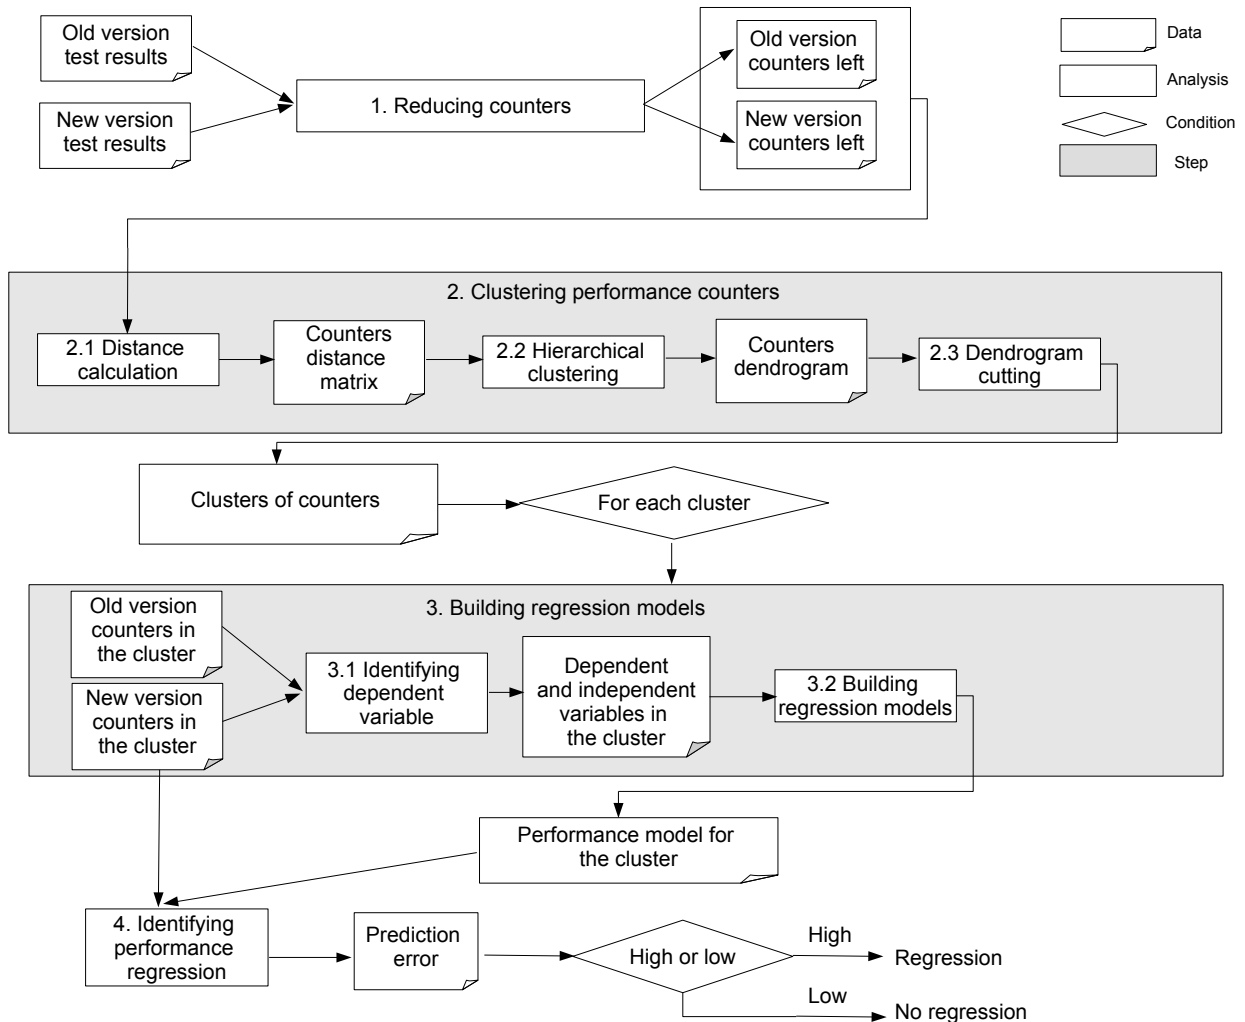 Old version
test results
New version
test results
1. Reducing counters
Old version
counters left
New version
counters left
Data
Analysis
Condition
Step
2. Clustering performance counters
2.1 Distance
calculation
Counters
distance
matrix
2.2 Hierarchical
clustering
Counters
dendrogram
2.3 Dendrogram
cutting
Clusters of counters
For each cluster
3. Building regression models
Old version
counters in
the cluster
New version
counters in
the cluster
3.1 Identifying
dependent
variable
Dependent
and independent
variables in
the cluster
3.2 Building
regression models
Performance model for
the cluster
4. Identifying
performance
regression
Prediction
error
High or low
High
Regression
Low
No regression